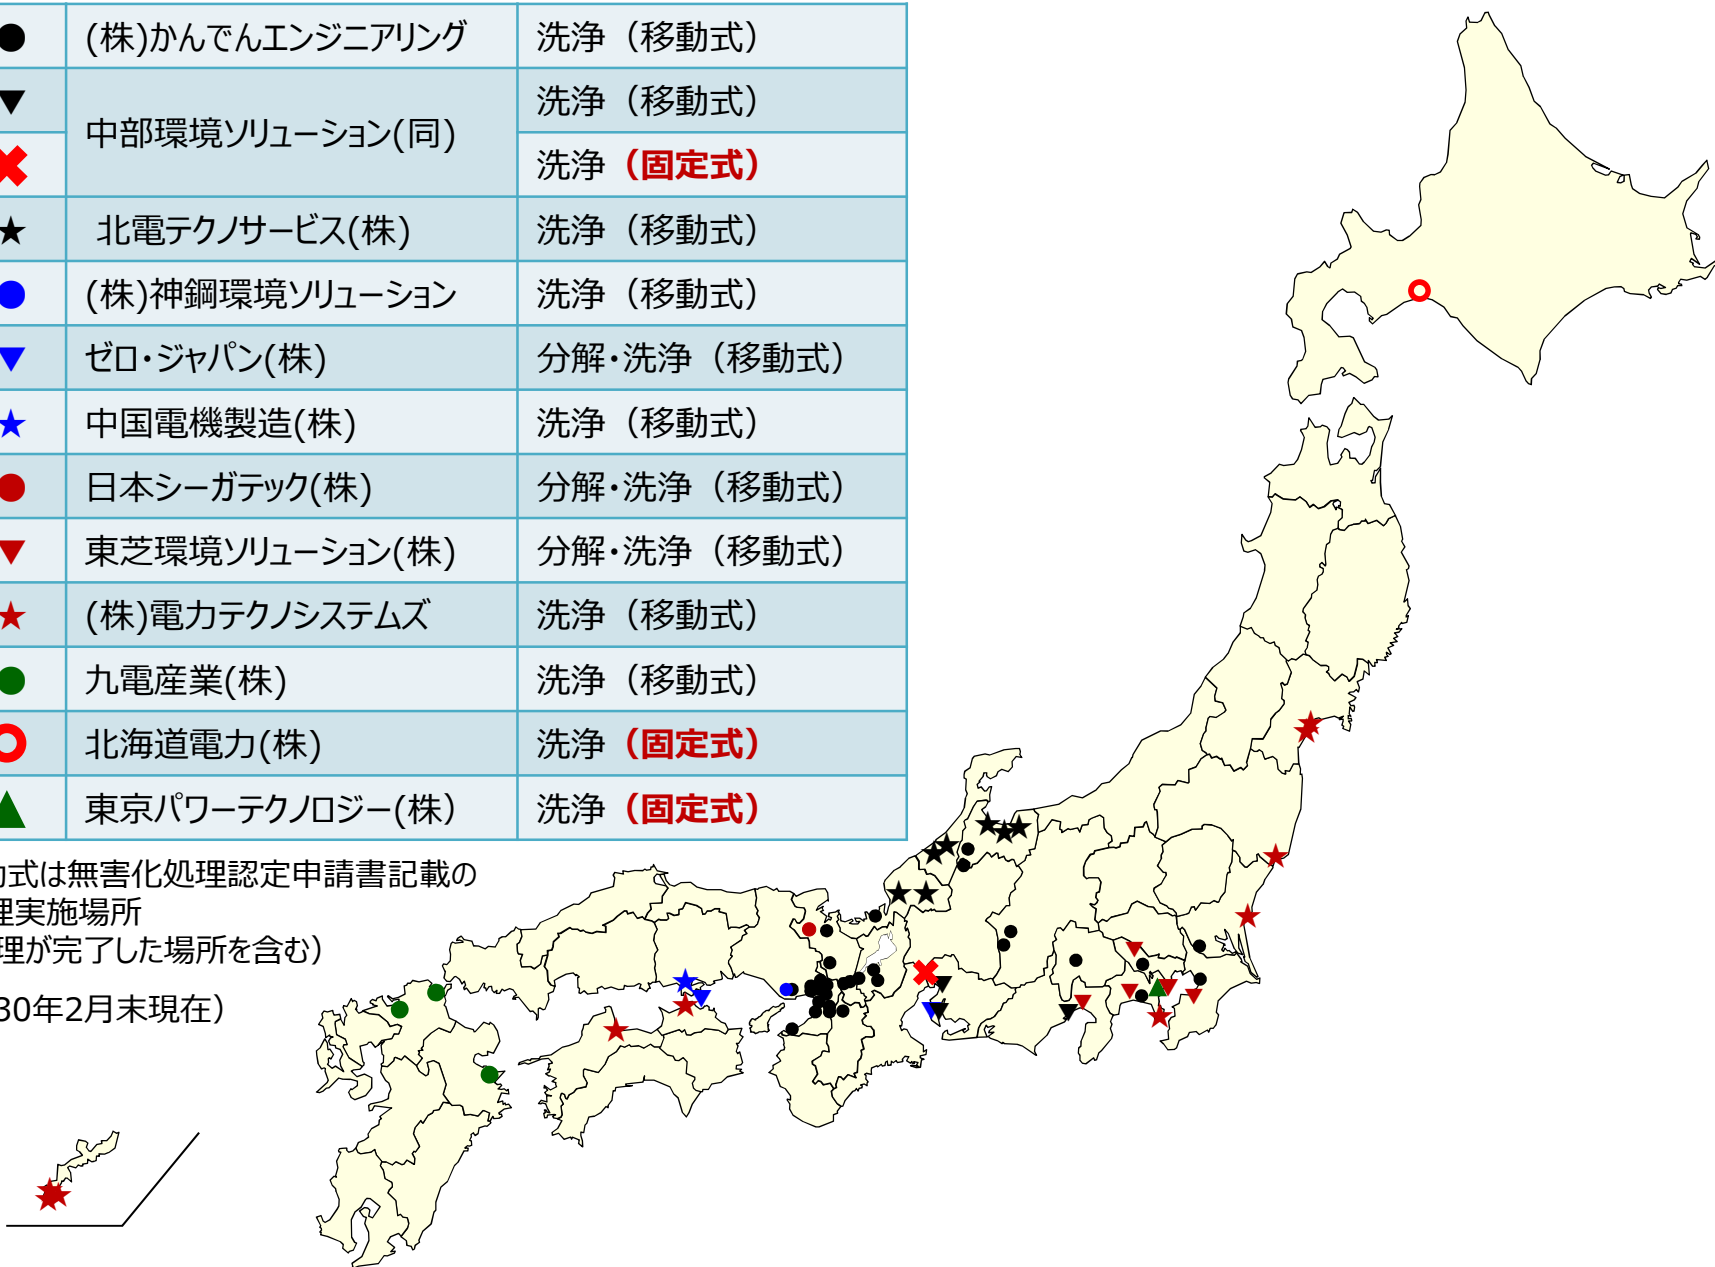 (株)かんでんエンジニアリング 洗浄（移動式）
中部環境ソリューション(同) 洗浄（移動式）
洗浄（固定式）
北電テクノサービス(株) 洗浄（移動式）
(株)神鋼環境ソリューション 洗浄（移動式）
ゼロ・ジャパン(株) 分解・洗浄（移動式）
中国電機製造(株) 洗浄（移動式）
日本シーガテック(株) 分解・洗浄（移動式）
東芝環境ソリューション(株) 分解・洗浄（移動式）
(株)電力テクノシステムズ 洗浄（移動式）
九電産業(株) 洗浄（移動式）
北海道電力(株) 洗浄（固定式）
東京パワーテクノロジー(株） 洗浄（固定式）
式は無害化処理認定申請書記載の
理実施場所
理が完了した場所を含む）
30年2月末現在）